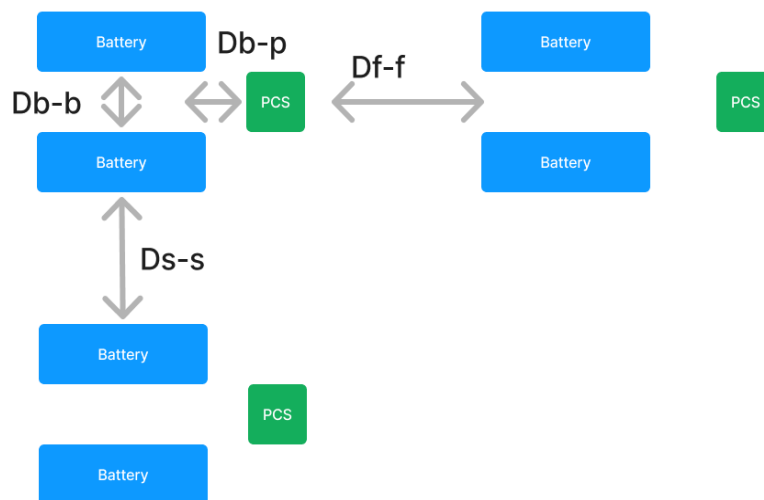 Battery
Db-p
Battery
Df-f
Db-b
PCS
PCS
Battery
Battery
Ds-s
Battery
PCS
Battery